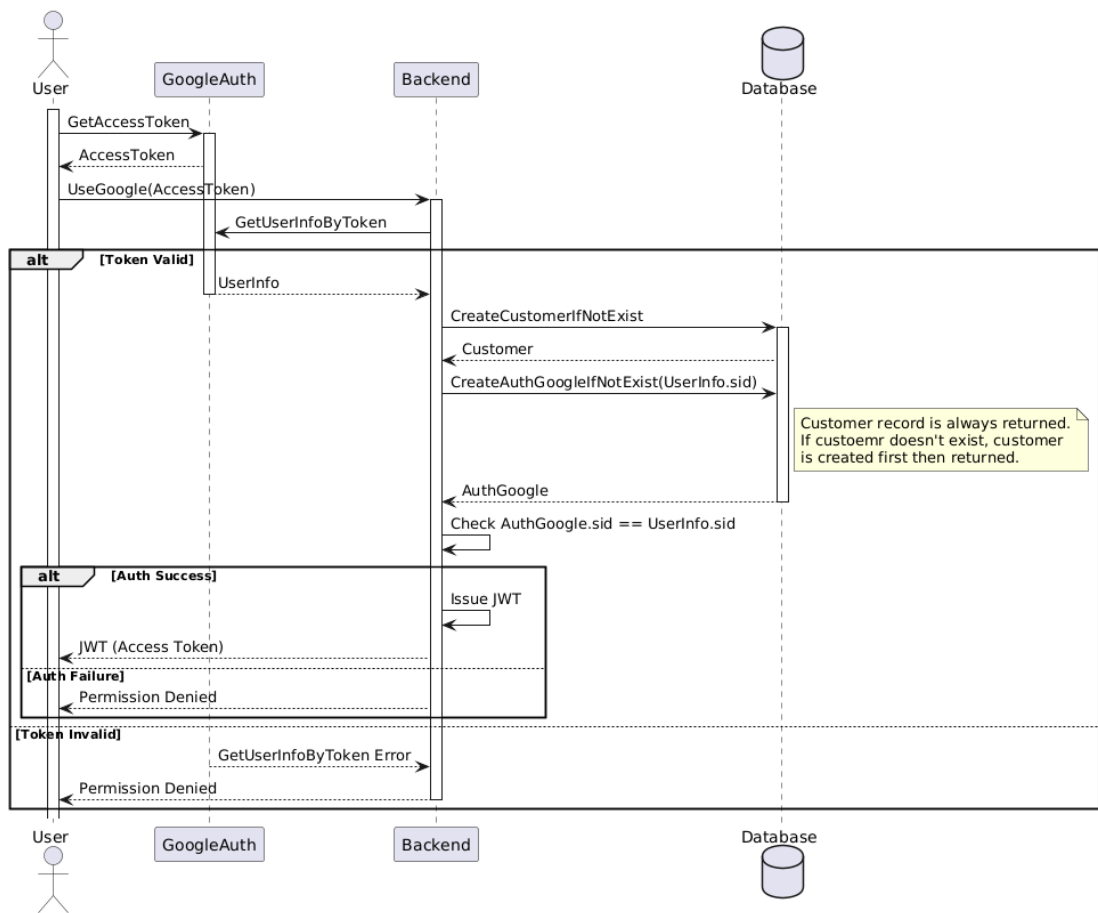 User
GoogleAuth
Backend
Database
GetAccessToken
AccessToken
UseGoogle(AccessToken)
GetUserInfoByToken
alt [Token Valid]
UserInfo
CreateCustomerIfNotExist
Customer
CreateAuthGoogleIfNotExist(UserInfo.sid)
Customer record is always returned.
If custoemr doesn't exist, customer
is created first then returned.
AuthGoogle
Check AuthGoogle.sid == UserInfo.sid
alt [Auth Success]
Issue JWT
JWT (Access Token)
[Auth Failure]
Permission Denied
[Token Invalid]
GetUserInfoByToken Error
Permission Denied
User
GoogleAuth
Backend
Database